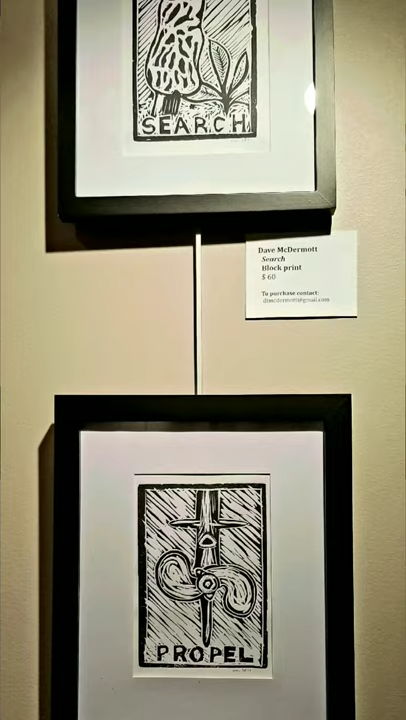 SEARCH
Dave McDermott
Search
Block print
$ 60
To purchase contact:
PROPEL